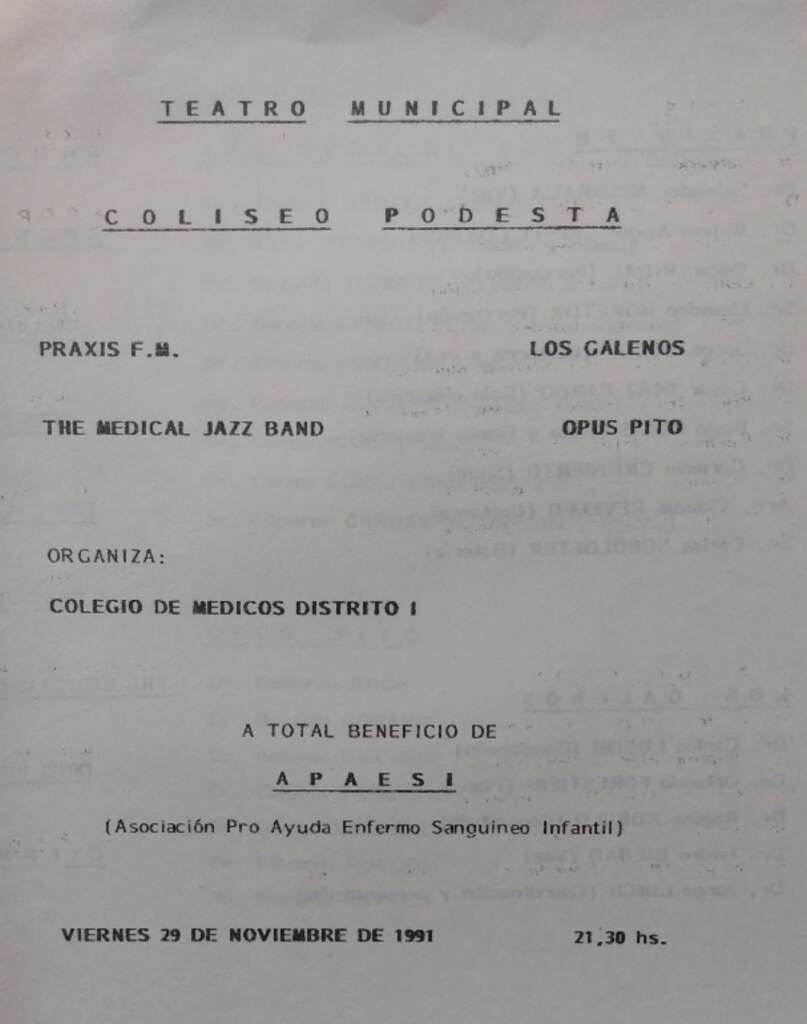 TEATRO MUNICIPAL
COLISEO PODESTA
PRAXIS F.M. LOS GALENOS
THE MEDICAL JAZZ BAND OPUS PITO
ORGANIZA:
COLEGIO DE MEDICOS DISTRITO I
A TOTAL BENEFICIO DE
APAESI
(Asociación Pro Ayuda Enfermo Sanguineo Infantil)
VIERNES 29 DE NOVIEMBRE DE 1991 21,30 hs.